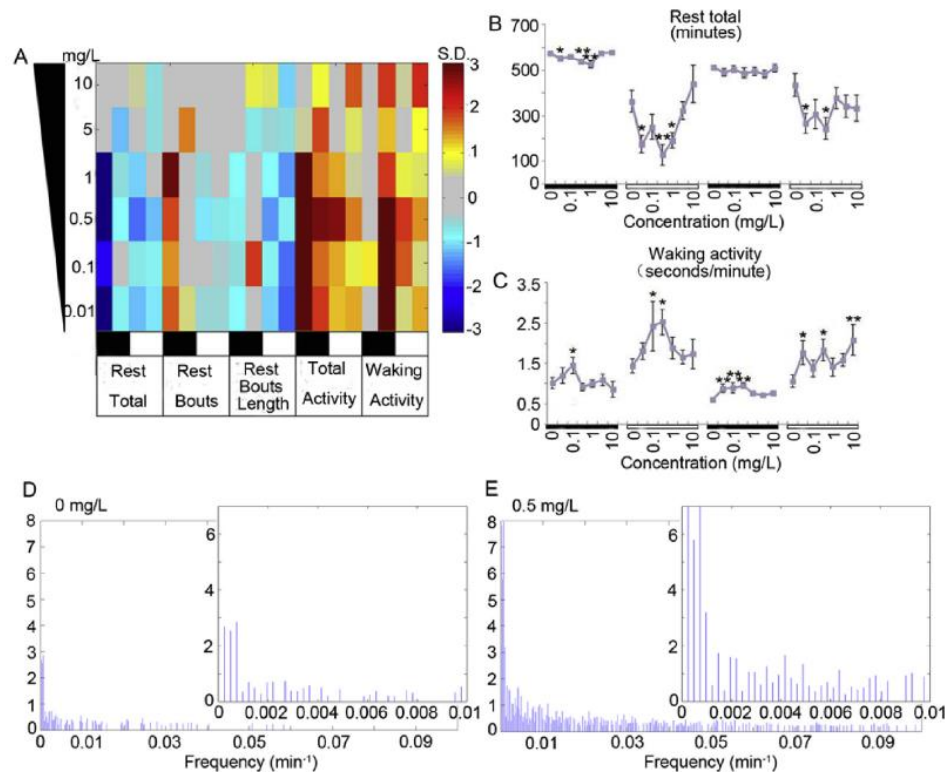 A
mg/L
10
5
1
0.5
0.1
0.01
S.D.
3
2
1
0
-1
-2
-3
Rest Total
Rest Bouts
Rest Bouts Length
Total Activity
Waking Activity
B
Rest total
(minutes)
700
500
300
100
0
* ** **
* ** *
* *
0 0.1 1 10
0 0.1 1 10
0 0.1 1 10
0 0.1 1 10
Concentration (mg/L)
C
Waking activity
(seconds/minute)
3.5
2.5
1.5
0.5
0
*
* *
** ** ** **
* * **
0 0.1 1 10
0 0.1 1 10
0 0.1 1 10
0 0.1 1 10
Concentration (mg/L)
D
0 mg/L
8
7
6
5
4
3
2
1
0
0 0.01 0.03 0.05 0.07 0.09
Frequency (min⁻¹)
6
4
2
0
0 0.002 0.004 0.006 0.008 0.01
E
0.5 mg/L
8
7
6
5
4
3
2
1
0
0.01 0.03 0.05 0.07 0.09
Frequency (min⁻¹)
6
4
2
0
0.002 0.004 0.006 0.008 0.01